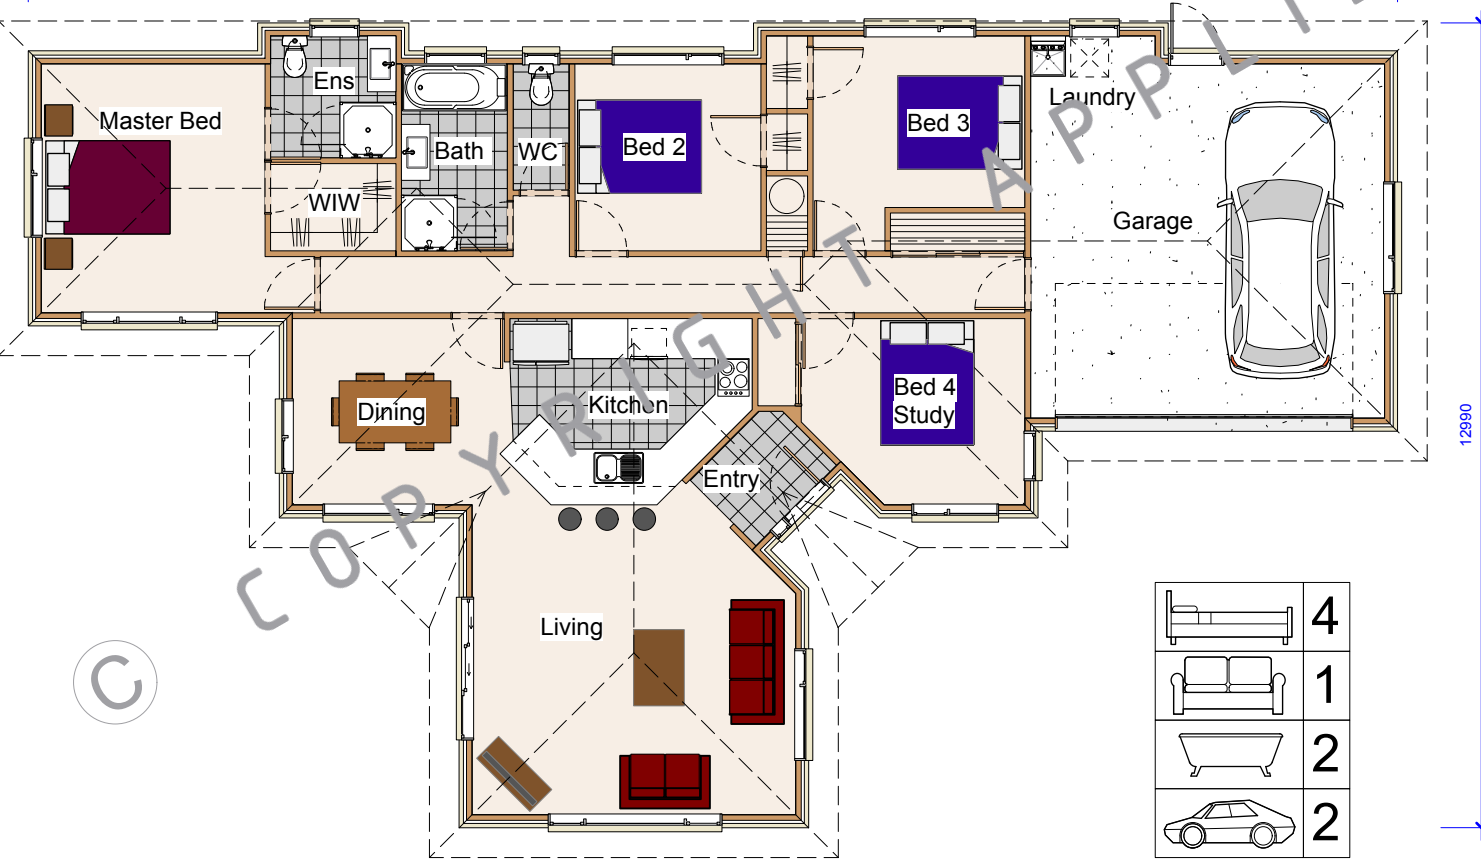 Ens
Master Bed
Bath
WC
Bed 2
Bed 3
Laundry
WIW
Garage
Dining
Kitchen
Bed 4
Study
Entry
Living
12990
COPYRIGHT APPLI
C
4
1
2
2